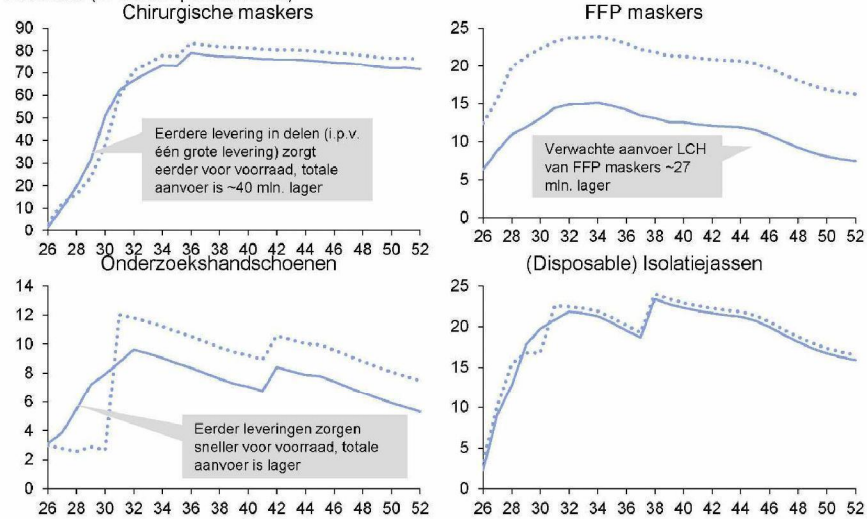 Chirurgische maskers
90
80
70
60
50
40
30
20
10
0
Eerdere levering in delen (i.p.v.
één grote levering) zorgt
eerder voor voorraad, totale
aanvoer is ~40 mln. lager
26 28 30 32 34 36 38 40 42 44 46 48 50 52
FFP maskers
25
20
15
10
5
0
Verwachte aanvoer LCH
van FFP maskers ~27
mln. lager
26 28 30 32 34 36 38 40 42 44 46 48 50 52
Onderzoekshandschoenen
14
12
10
8
6
4
2
0
Eerder leveringen zorgen
sneller voor voorraad, totale
aanvoer is lager
26 28 30 32 34 36 38 40 42 44 46 48 50 52
(Disposable) Isolatiejassen
25
20
15
10
5
0
26 28 30 32 34 36 38 40 42 44 46 48 50 52